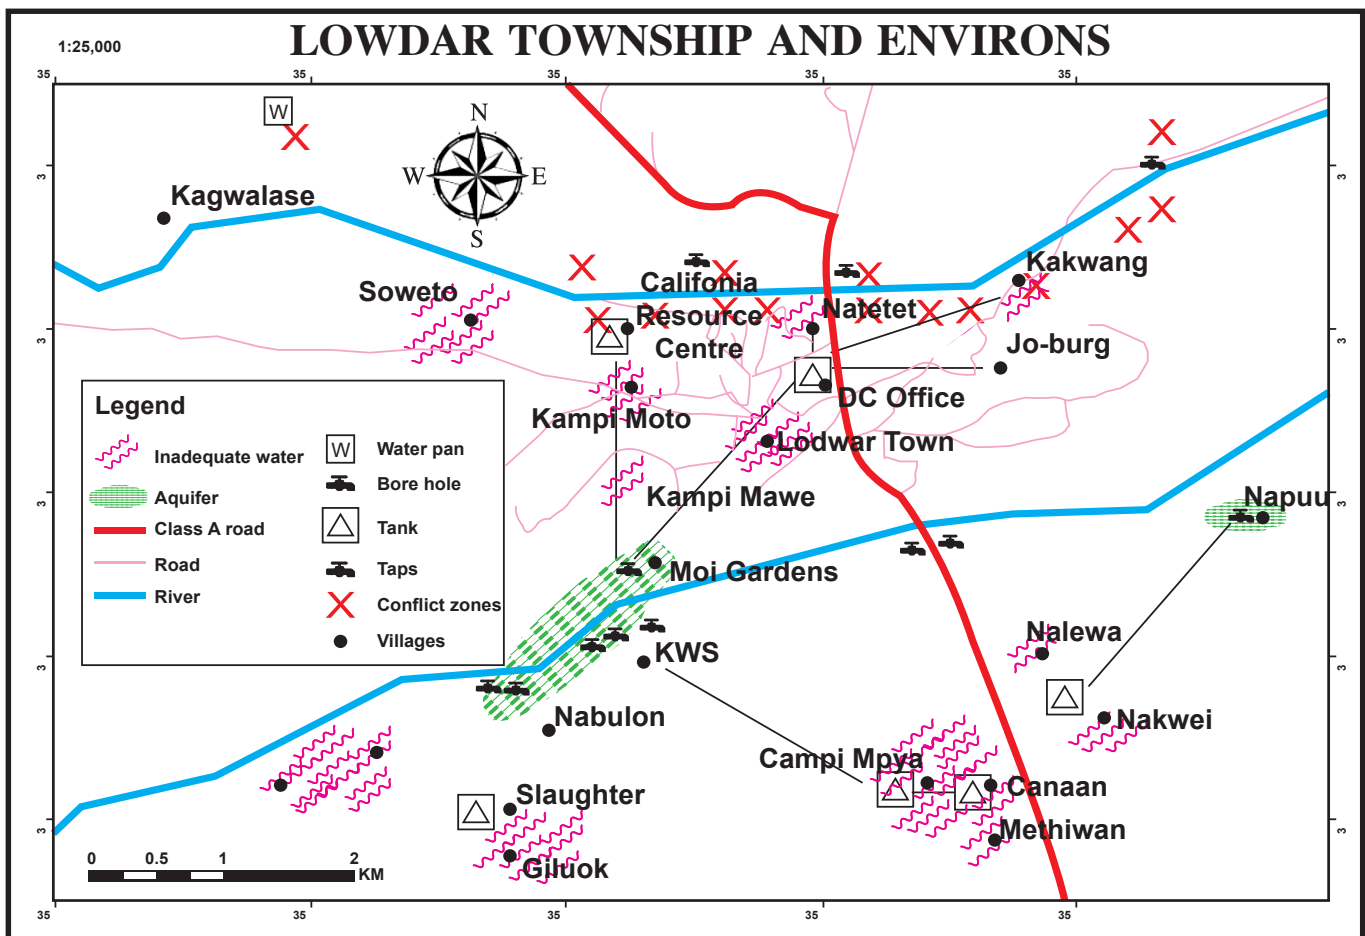 LOWDAR TOWNSHIP AND ENVIRONS
1:25,000
35 35 35 35 35
W
N
W E
S
3 3
Kagwalase
Kakwang
Califonia
Soweto
Natetet
Resource
Centre
3 3
Jo-burg
DC Office
Kampi Moto
Lodwar Town
Kampi Mawe
Napuu
3 3
Moi Gardens
Nalewa
KWS
3 3
Nabulon
Nakwei
Campi Mpya
Canaan
Slaughter
Methiwan
3 3
Giluok
Legend
Inadequate water
Aquifer
Class A road
Road
River
W Water pan
Bore hole
Tank
Taps
Conflict zones
Villages
0 0.5 1 2
KM
35 35 35 35 35